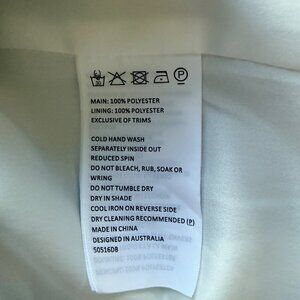 MAIN: 100% POLYESTER
LINING: 100% POLYESTER
EXCLUSIVE OF TRIMS
COLD HAND WASH
SEPARATELY INSIDE OUT
REDUCED SPIN
DO NOT BLEACH, RUB, SOAK OR
WRING
DO NOT TUMBLE DRY
DRY IN SHADE
COOL IRON ON REVERSE SIDE
DRY CLEANING RECOMMENDED (P)
MADE IN CHINA
DESIGNED IN AUSTRALIA
50516DB